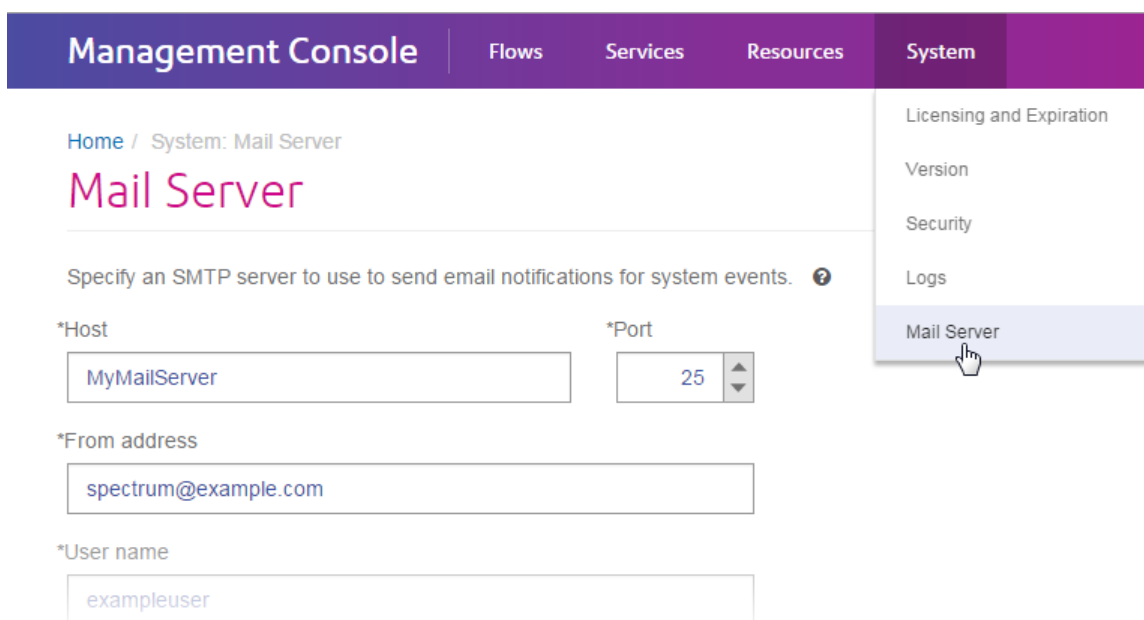 Management Console Flows Services Resources System
Licensing and Expiration
Version
Security
Logs
Mail Server
Home / System: Mail Server
Mail Server
Specify an SMTP server to use to send email notifications for system events. ?
*Host *Port
MyMailServer 25
*From address
spectrum@example.com
*User name
exampleuser